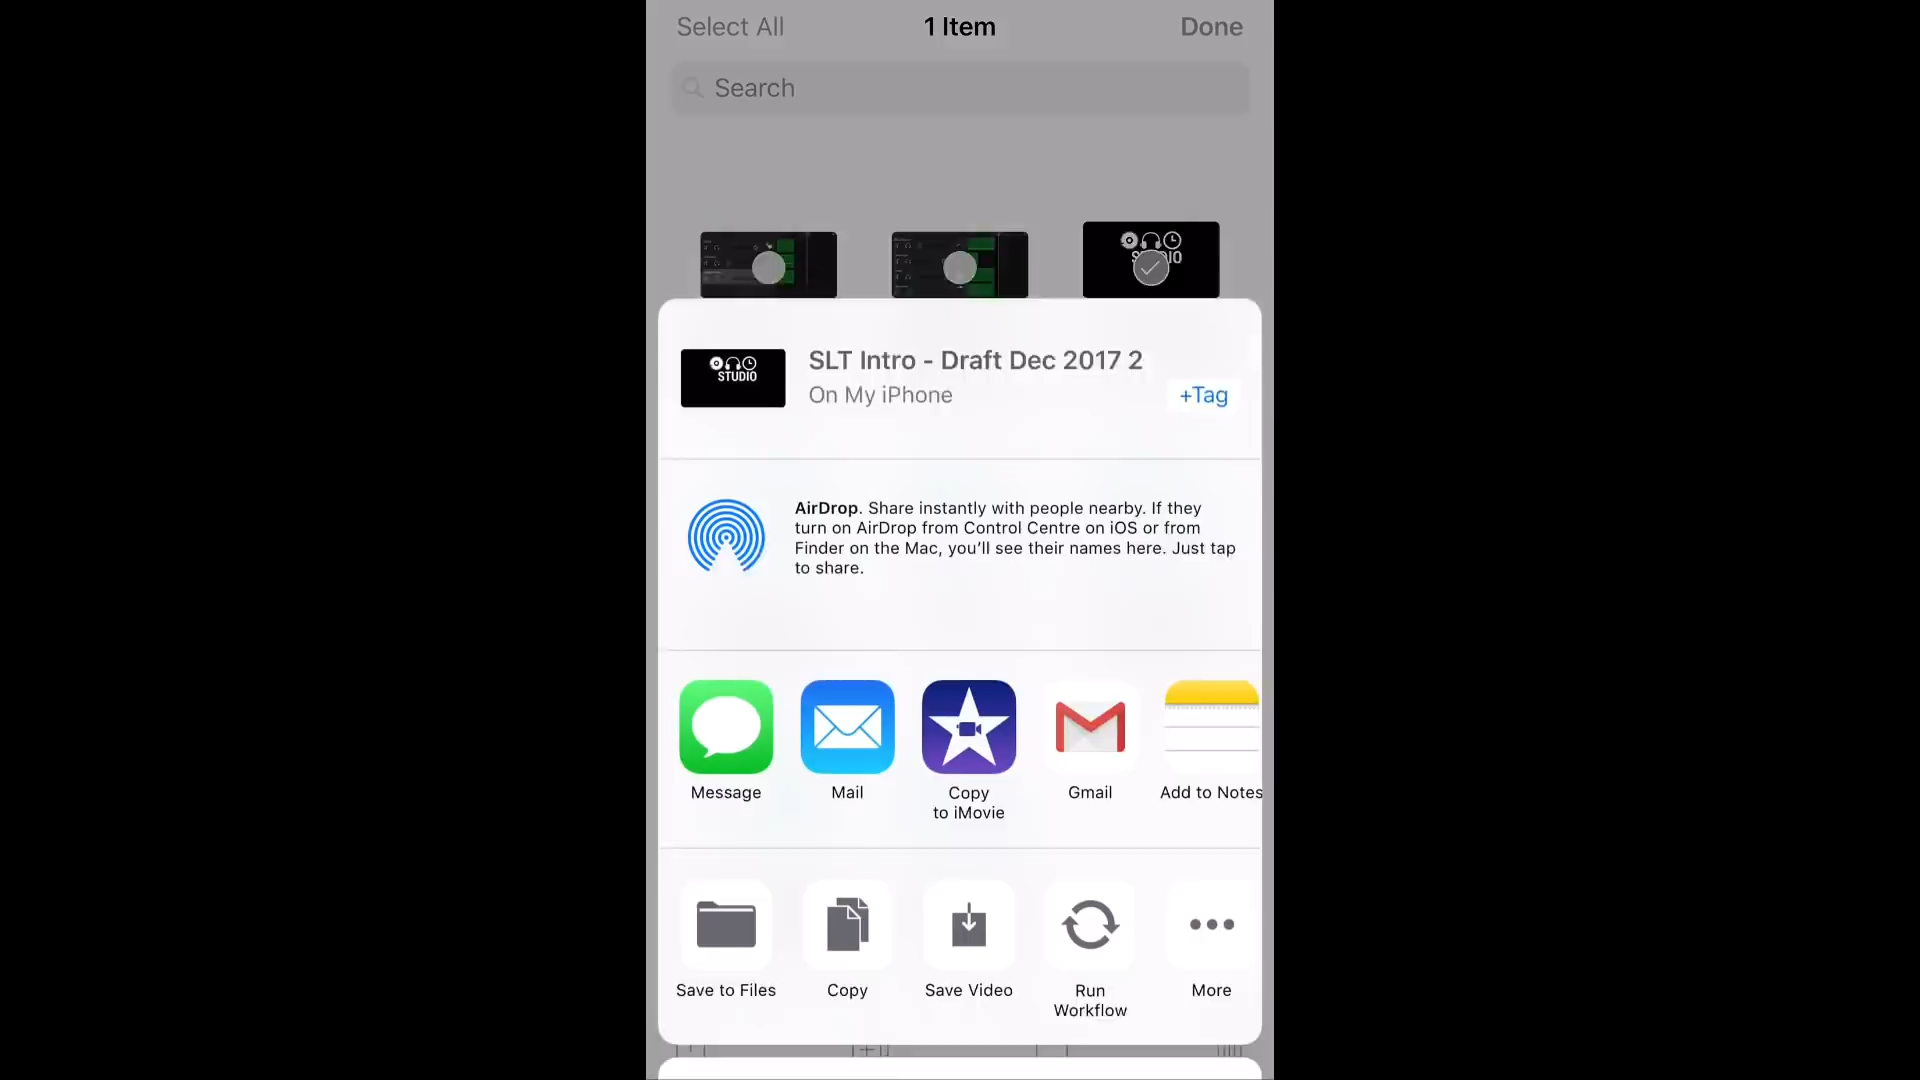 Select All
1 Item
Done
Search
SLT Intro - Draft Dec 2017 2
On My iPhone
+Tag
STUDIO
AirDrop. Share instantly with people nearby. If they
turn on AirDrop from Control Centre on iOS or from
Finder on the Mac, you’ll see their names here. Just tap
to share.
Message
Mail
Copy
to iMovie
Gmail
Add to Notes
Save to Files
Copy
Save Video
Run
Workflow
More